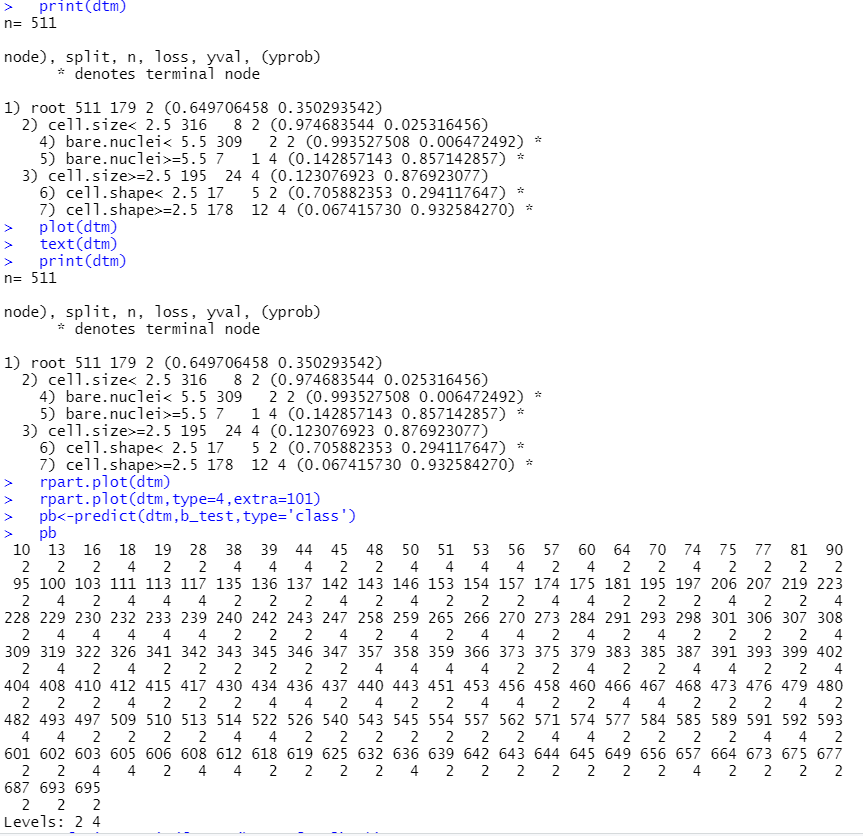 > print(dtm)
n= 511
node), split, n, loss, yval, (yprob)
* denotes terminal node
1) root 511 179 2 (0.649706458 0.350293542)
2) cell.size< 2.5 316 8 2 (0.974683544 0.025316456)
4) bare.nuclei< 5.5 309 2 2 (0.993527508 0.006472492) *
5) bare.nuclei>=5.5 7 1 4 (0.142857143 0.857142857) *
3) cell.size>=2.5 195 24 4 (0.123076923 0.876923077)
6) cell.shape< 2.5 17 5 2 (0.705882353 0.294117647) *
7) cell.shape>=2.5 178 12 4 (0.067415730 0.932584270) *
> plot(dtm)
> text(dtm)
> print(dtm)
n= 511
node), split, n, loss, yval, (yprob)
* denotes terminal node
1) root 511 179 2 (0.649706458 0.350293542)
2) cell.size< 2.5 316 8 2 (0.974683544 0.025316456)
4) bare.nuclei< 5.5 309 2 2 (0.993527508 0.006472492) *
5) bare.nuclei>=5.5 7 1 4 (0.142857143 0.857142857) *
3) cell.size>=2.5 195 24 4 (0.123076923 0.876923077)
6) cell.shape< 2.5 17 5 2 (0.705882353 0.294117647) *
7) cell.shape>=2.5 178 12 4 (0.067415730 0.932584270) *
> rpart.plot(dtm)
> rpart.plot(dtm,type=4,extra=101)
> pb<-predict(dtm,b_test,type='class')
> pb
10 13 16 18 19 28 38 39 44 45 48 50 51 53 56 57 60 64 70 74 75 77 81 90
2 2 2 4 2 2 4 4 4 2 2 4 4 4 4 2 4 2 2 4 2 2 2 2
95 100 103 111 113 117 135 136 137 142 143 146 153 154 157 174 175 181 195 197 206 207 219 223
2 4 2 4 4 4 2 2 2 4 2 4 2 2 2 4 4 2 2 2 4 2 2 4
228 229 230 232 233 239 240 242 243 247 258 259 265 266 270 273 284 291 293 298 301 306 307 308
2 4 4 4 4 4 2 2 2 4 2 4 2 4 4 2 4 2 4 2 2 2 2 4
309 319 322 326 341 342 343 345 346 347 357 358 359 366 373 375 379 383 385 387 391 393 399 402
2 4 2 4 2 2 2 2 2 2 4 4 4 4 2 2 4 2 2 4 4 2 2 4
404 408 410 412 415 417 430 434 436 437 440 443 451 453 456 458 460 466 467 468 473 476 479 480
2 2 2 4 2 2 2 4 4 2 4 2 2 4 4 2 2 4 4 2 2 2 4 2
482 493 497 509 510 513 514 522 526 540 543 545 554 557 562 571 574 577 584 585 589 591 592 593
4 4 2 2 2 2 4 4 2 2 2 2 2 2 2 4 4 2 2 2 2 4 4 2
601 602 603 605 606 608 612 618 619 625 632 636 639 642 643 644 645 649 656 657 664 673 675 677
2 2 4 4 2 4 4 2 2 2 2 4 2 2 2 2 2 2 2 4 2 2 2 2
687 693 695
2 2 2
Levels: 2 4